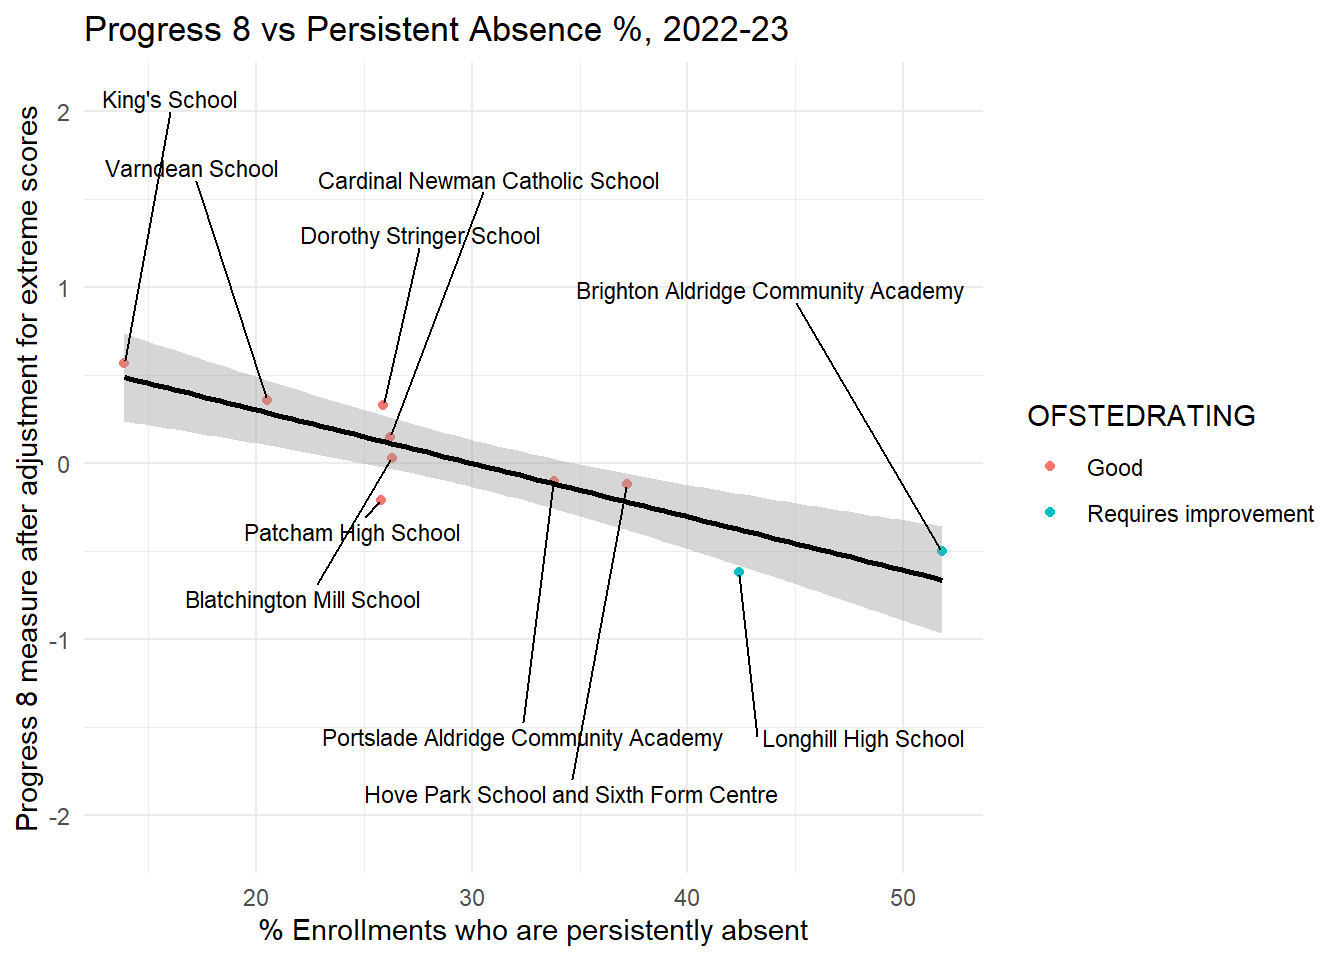 Progress 8 vs Persistent Absence %, 2022-23
Progress 8 measure after adjustment for extreme scores
2
1
0
-1
-2
King's School
Varndean School
Cardinal Newman Catholic School
Dorothy Stringer School
Brighton Aldridge Community Academy
Patcham High School
Blatchington Mill School
Portslade Aldridge Community Academy
Longhill High School
Hove Park School and Sixth Form Centre
20
30
40
50
% Enrollments who are persistently absent
OFSTEDRATING
Good
Requires improvement